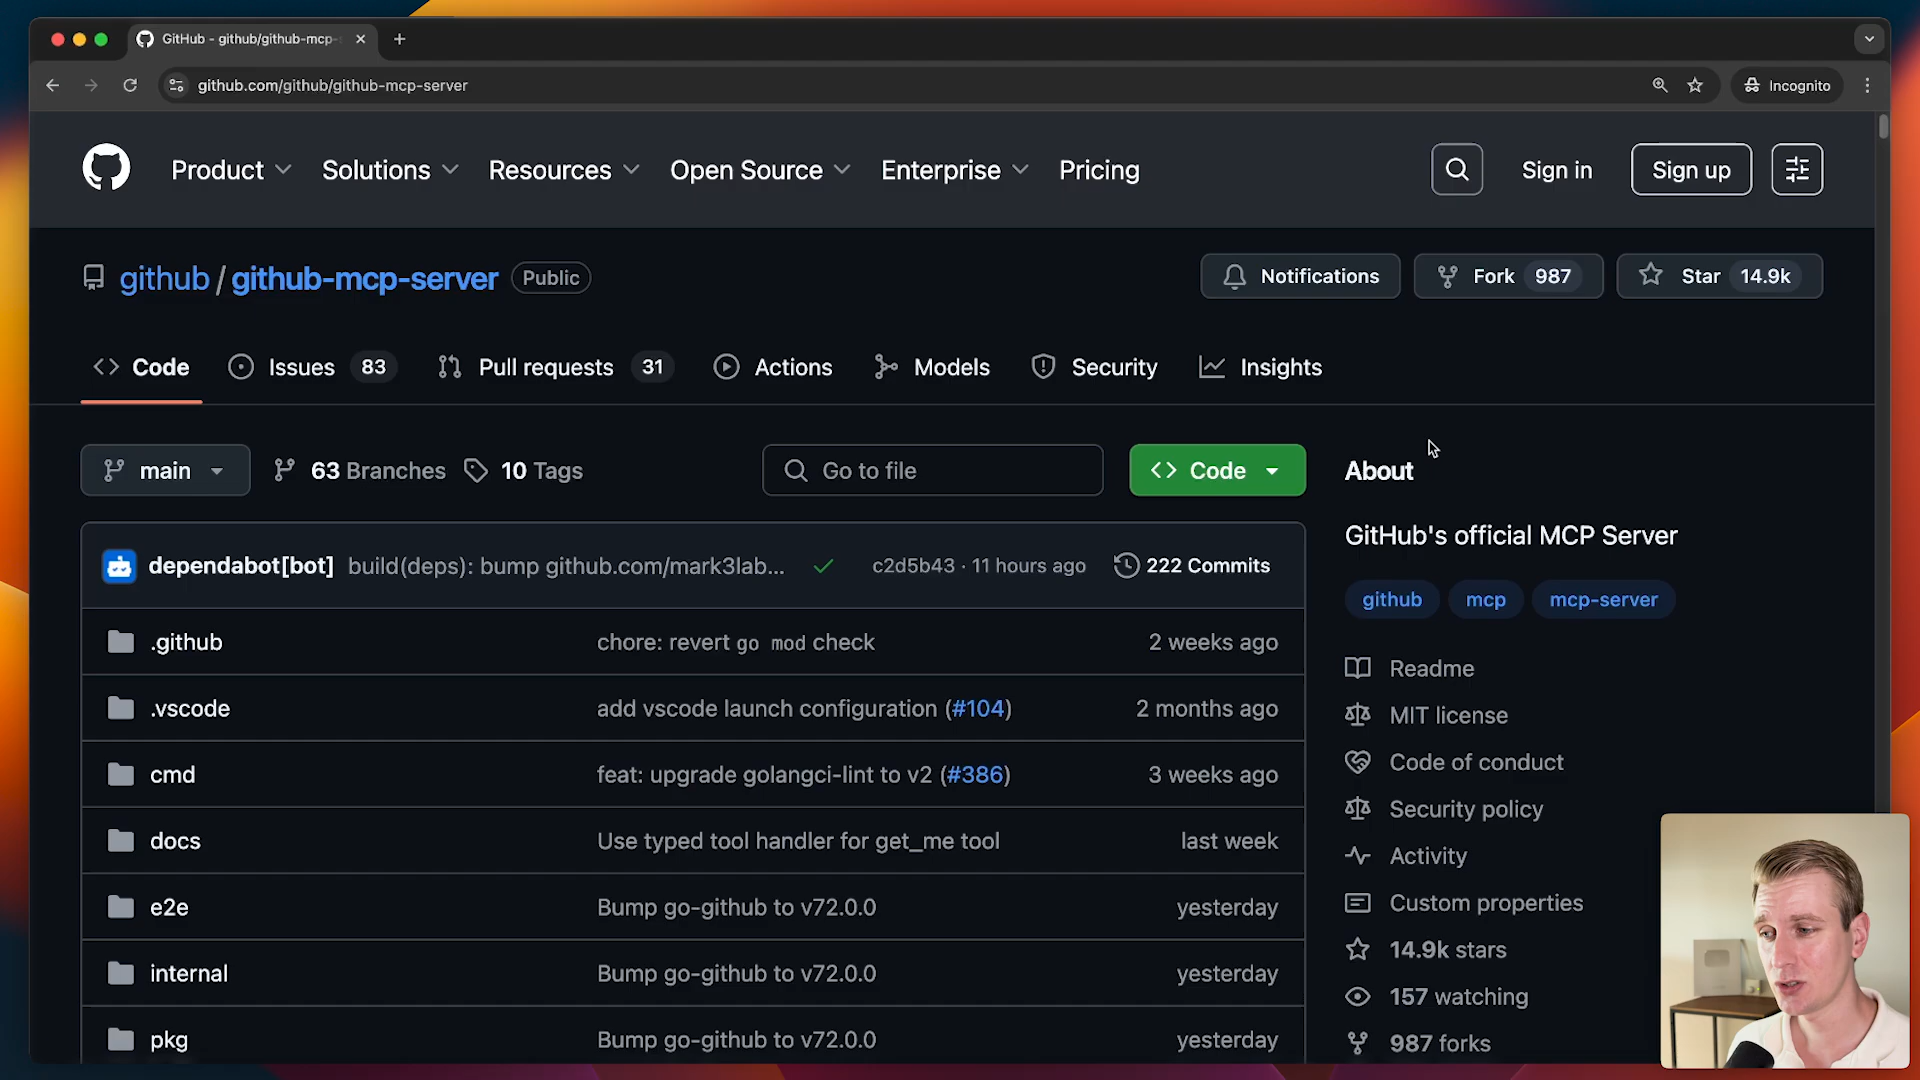 GitHub - github/github-mcp-
github.com/github/github-mcp-server
Incognito
Product
Solutions
Resources
Open Source
Enterprise
Pricing
Sign in
Sign up
github / github-mcp-server
Public
Notifications
Fork 987
Star 14.9k
Code
Issues 83
Pull requests 31
Actions
Models
Security
Insights
main
63 Branches
10 Tags
Go to file
Code
About
GitHub's official MCP Server
github
mcp
mcp-server
dependabot[bot] build(deps): bump github.com/mark3lab... c2d5b43 · 11 hours ago 222 Commits
.github chore: revert go mod check 2 weeks ago
.vscode add vscode launch configuration (#104) 2 months ago
cmd feat: upgrade golangci-lint to v2 (#386) 3 weeks ago
docs Use typed tool handler for get_me tool last week
e2e Bump go-github to v72.0.0 yesterday
internal Bump go-github to v72.0.0 yesterday
pkg Bump go-github to v72.0.0 yesterday
Readme
MIT license
Code of conduct
Security policy
Activity
Custom properties
14.9k stars
157 watching
987 forks